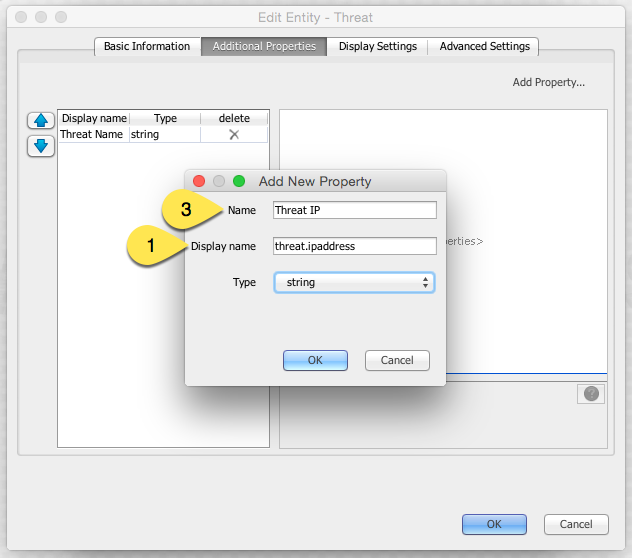 Edit Entity - Threat
Basic Information Additional Properties Display Settings Advanced Settings
Add Property...
Display name Type delete
Threat Name string
Add New Property
3 Name Threat IP
1 Display name threat.ipaddress
perties>
Type string
OK Cancel
?
OK Cancel